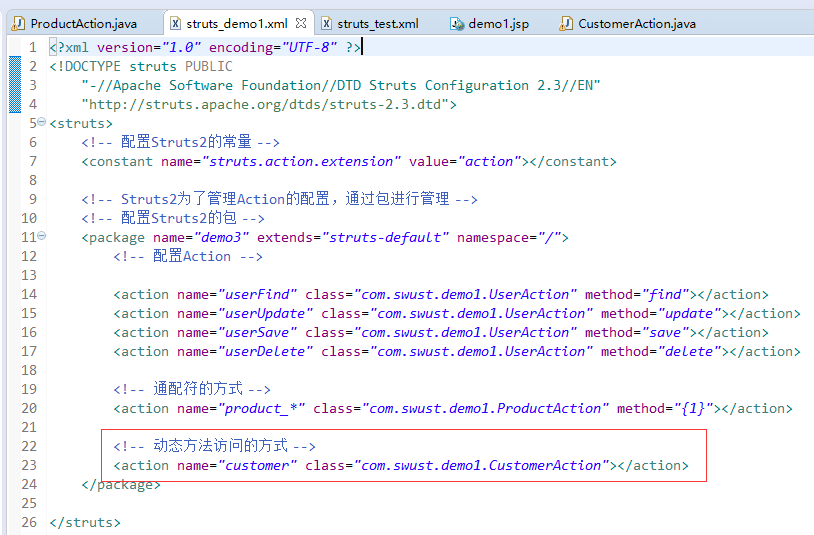 ProductAction.java struts_demo1.xml struts_test.xml demo1.jsp CustomerAction.java
1 <?xml version="1.0" encoding="UTF-8" ?>
2 <!DOCTYPE struts PUBLIC
3 "-//Apache Software Foundation//DTD Struts Configuration 2.3//EN"
4 "http://struts.apache.org/dtds/struts-2.3.dtd">
5 <struts>
6 <!-- 配置Struts2的常量 -->
7 <constant name="struts.action.extension" value="action"></constant>
8
9 <!-- Struts2为了管理Action的配置，通过包进行管理 -->
10 <!-- 配置Struts2的包 -->
11 <package name="demo3" extends="struts-default" namespace="/">
12 <!-- 配置Action -->
13
14 <action name="userFind" class="com.swust.demo1.UserAction" method="find"></action>
15 <action name="userUpdate" class="com.swust.demo1.UserAction" method="update"></action>
16 <action name="userSave" class="com.swust.demo1.UserAction" method="save"></action>
17 <action name="userDelete" class="com.swust.demo1.UserAction" method="delete"></action>
18
19 <!-- 通配符的方式 -->
20 <action name="product_*" class="com.swust.demo1.ProductAction" method="{1}"></action>
21
22 <!-- 动态方法访问的方式 -->
23 <action name="customer" class="com.swust.demo1.CustomerAction"></action>
24 </package>
25
26 </struts>